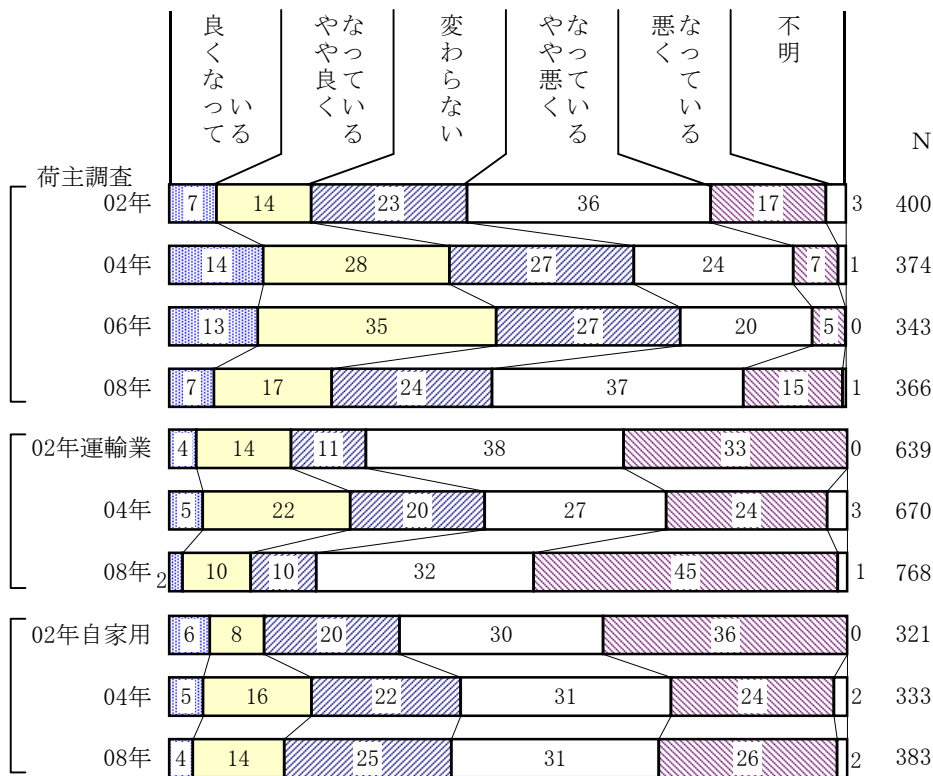 良くなって
いる
やや良く
なっている
変わらない
やや悪く
なっている
悪く
なっている
不明
N
荷主調査
02年 7 14 23 36 17 3 400
04年 14 28 27 24 7 1 374
06年 13 35 27 20 5 0 343
08年 7 17 24 37 15 1 366
02年運輸業 4 14 11 38 33 0 639
04年 5 22 20 27 24 3 670
08年 2 10 10 32 45 1 768
02年自家用 6 8 20 30 36 0 321
04年 5 16 22 31 24 2 333
08年 4 14 25 31 26 2 383